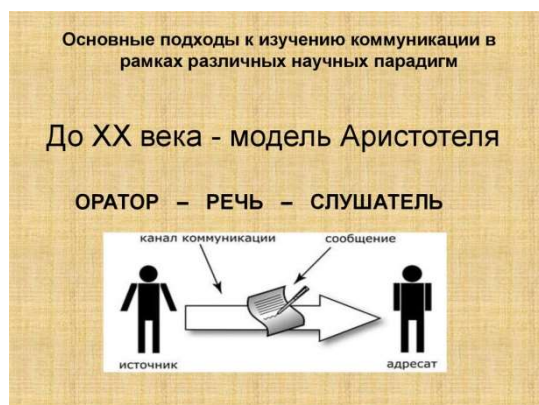 Основные подходы к изучению коммуникации в
рамках различных научных парадигм
До XX века - модель Аристотеля
ОРАТОР – РЕЧЬ – СЛУШАТЕЛЬ
канал коммуникации
сообщение
источник
адресат